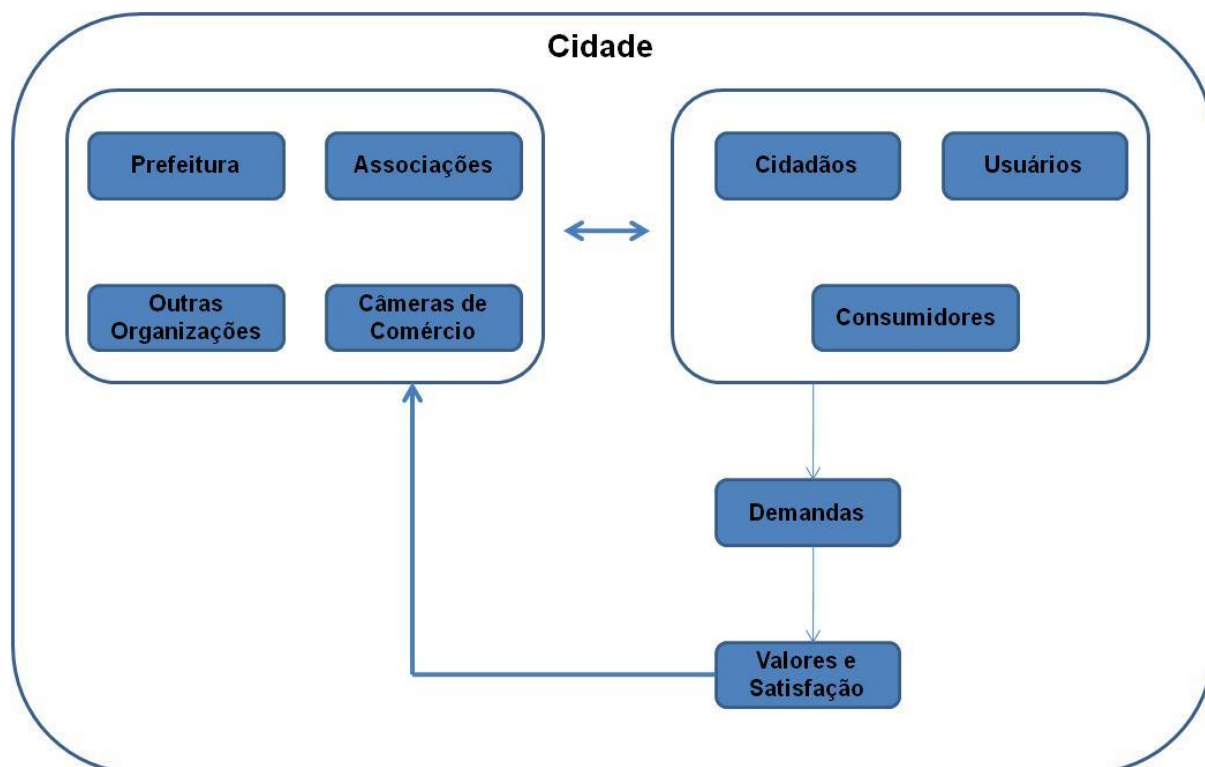 Cidade
Prefeitura
Associações
Outras
Organizações
Câmeras de
Comércio
Cidadãos
Usuários
Consumidores
Demandas
Valores e
Satisfação